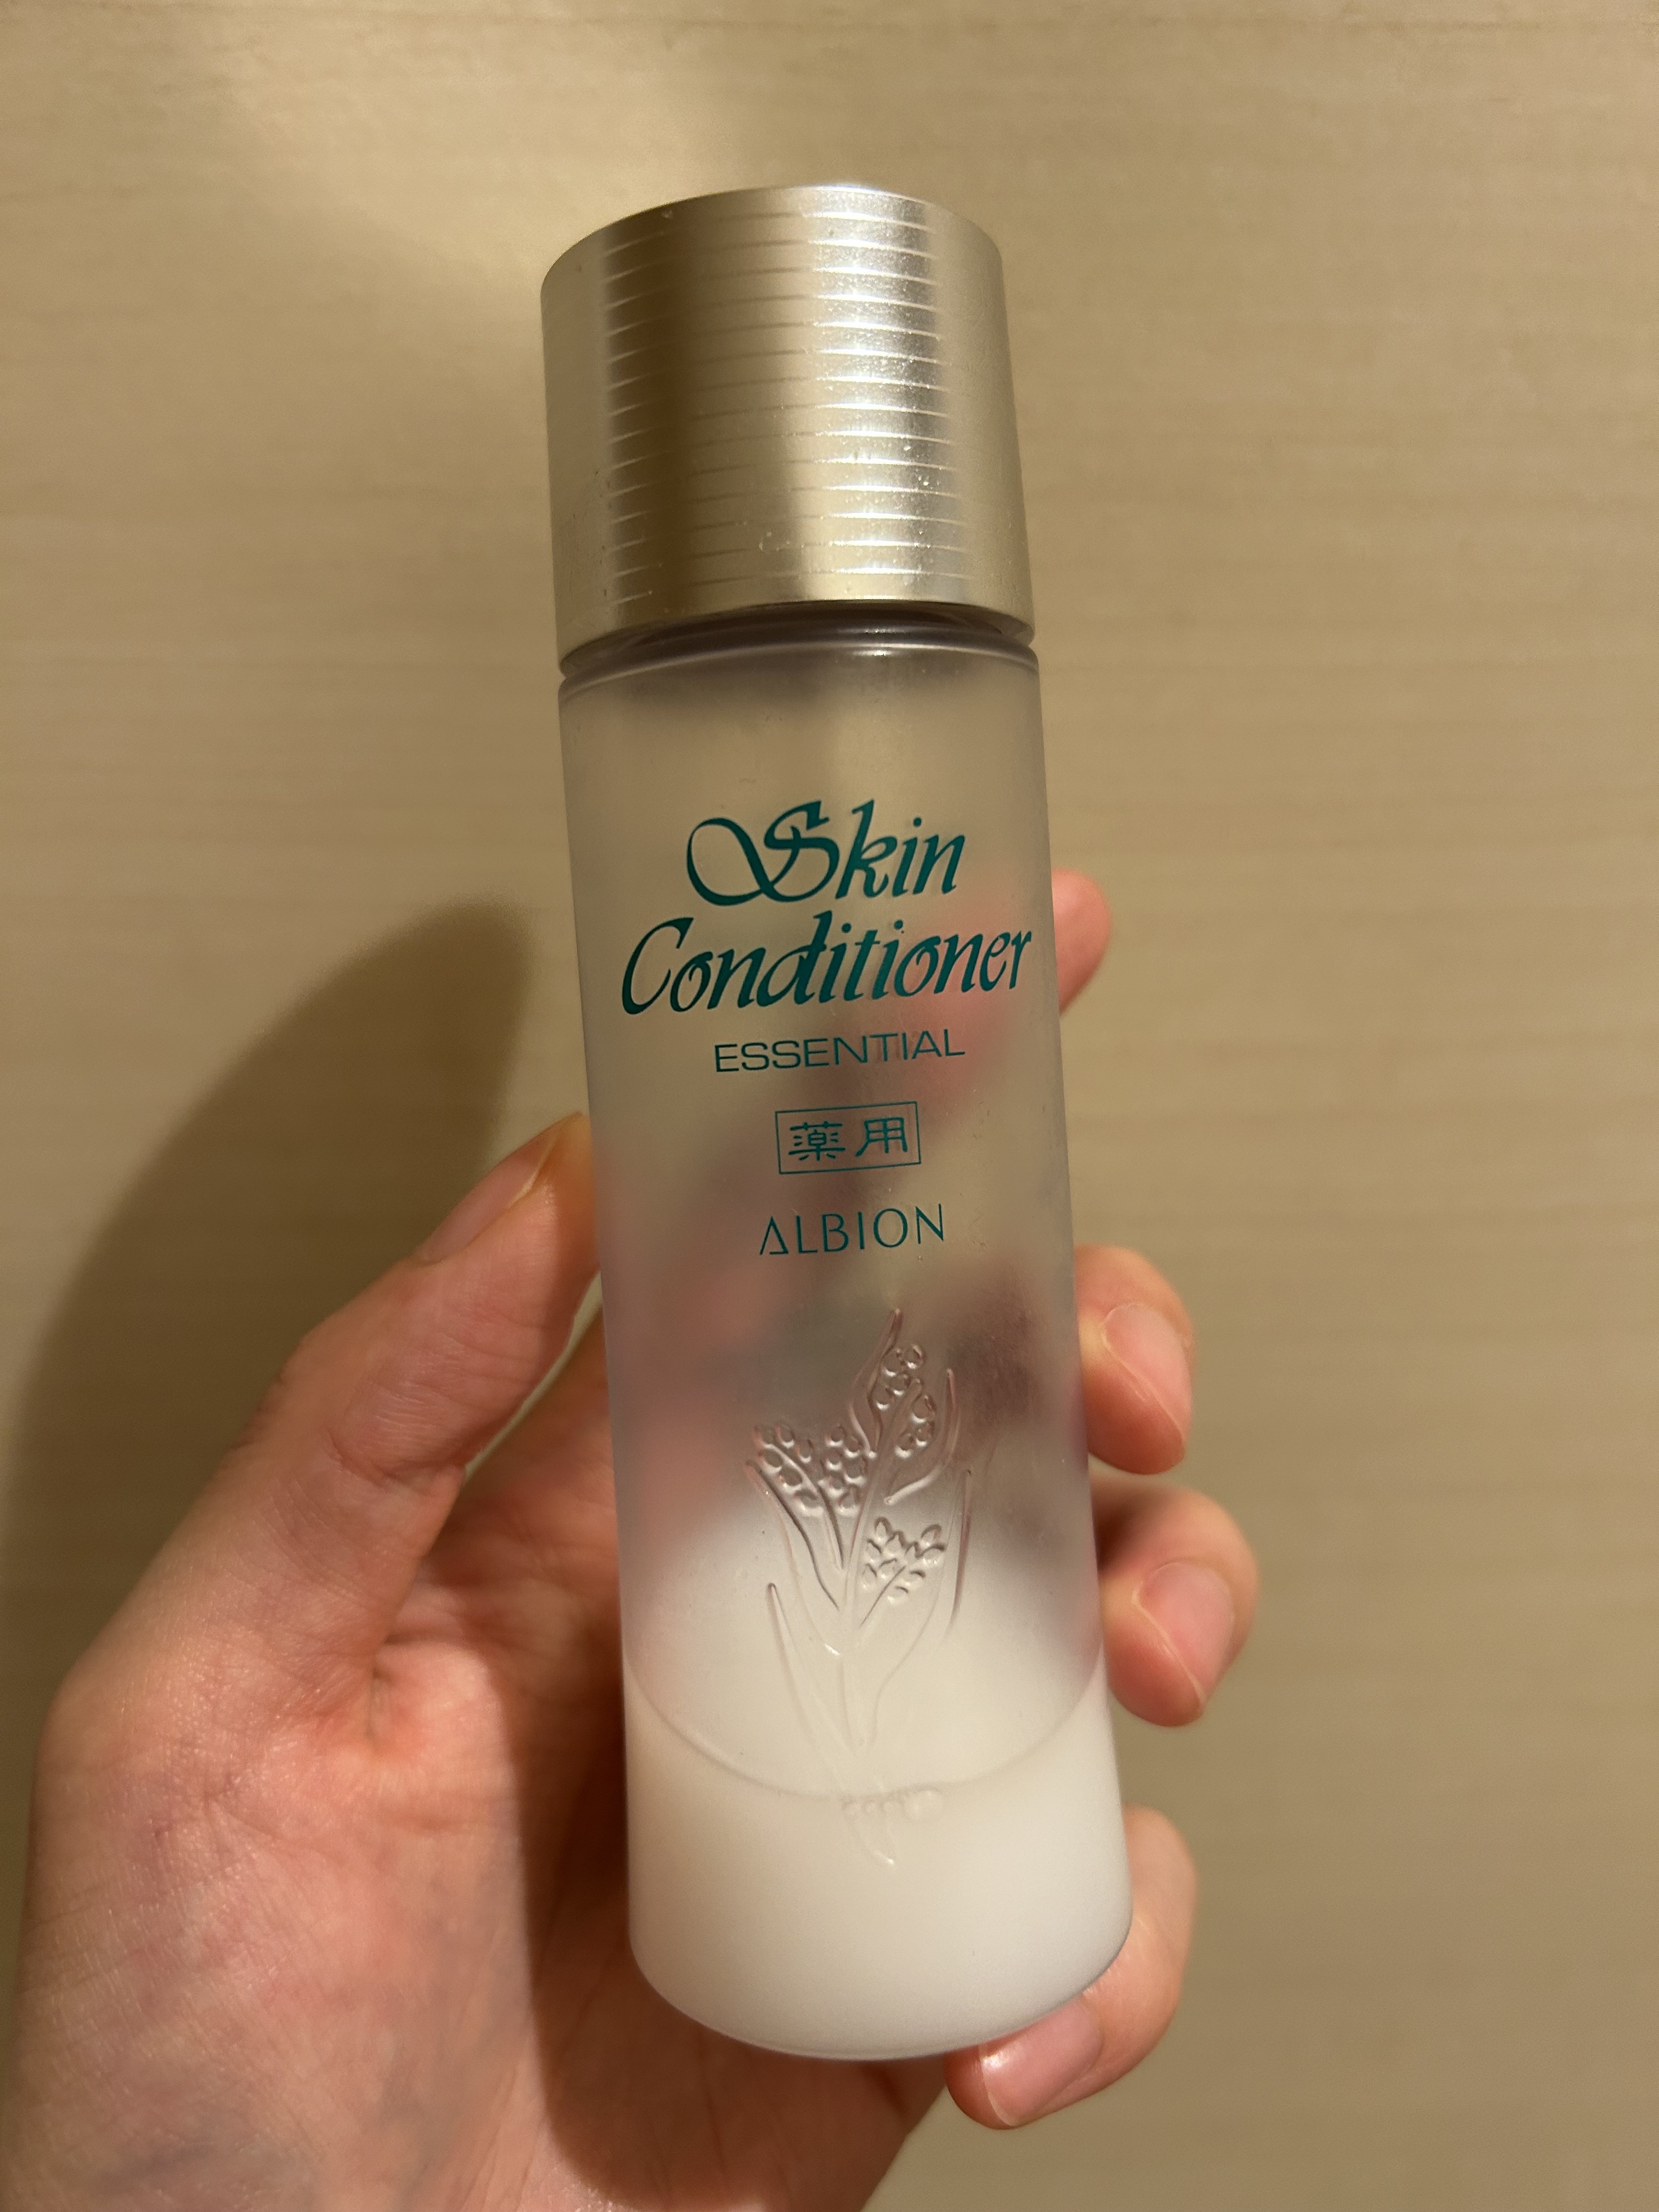 Skin
Conditioner
ESSENTIAL
薬用
ALBION